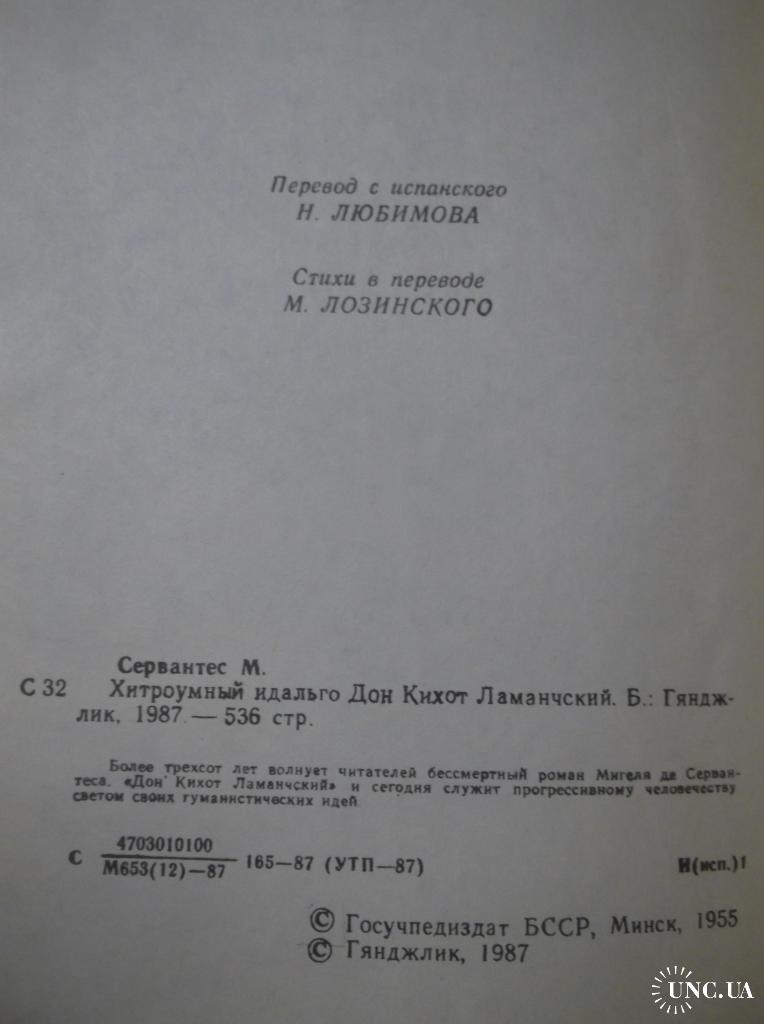 Перевод с испанского
Н. ЛЮБИМОВА
Стихи в переводе
М. ЛОЗИНСКОГО
Сервантес М.
С 32 Хитроумный идальго Дон Кихот Ламанчский. Б.: Гяндж-
лик, 1987 — 536 стр.
Более трехсот лет волнует читателей бессмертный роман Мигеля де Серван-
теса. «Дон Кихот Ламанчский» и сегодня служит прогрессивному человечеству
светом своих гуманистических идей.
4703010100
С ───── 165—87 (УТП—87) И(исп.)1
М653(12)—87
© Госучпедиздат БССР, Минск, 1955
© Гянджлик, 1987
UNC.UA